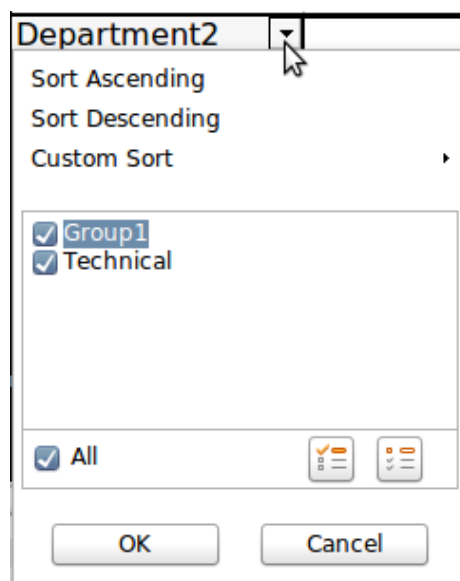 Department2
Sort Ascending
Sort Descending
Custom Sort
Group1
Technical
All
OK
Cancel